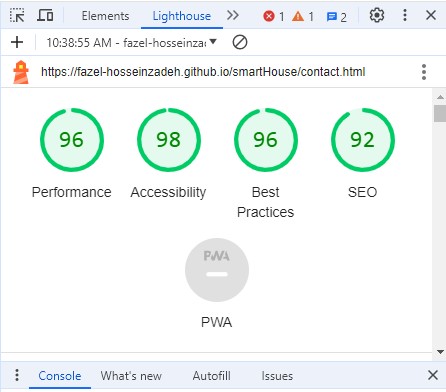 Elements Lighthouse 1 1 2
10:38:55 AM - fazel-hosseinza
https://fazel-hosseinzadeh.github.io/smartHouse/contact.html
96 98 96 92
Performance Accessibility Best Practices SEO
PWA
PWA
Console What's new Autofill Issues